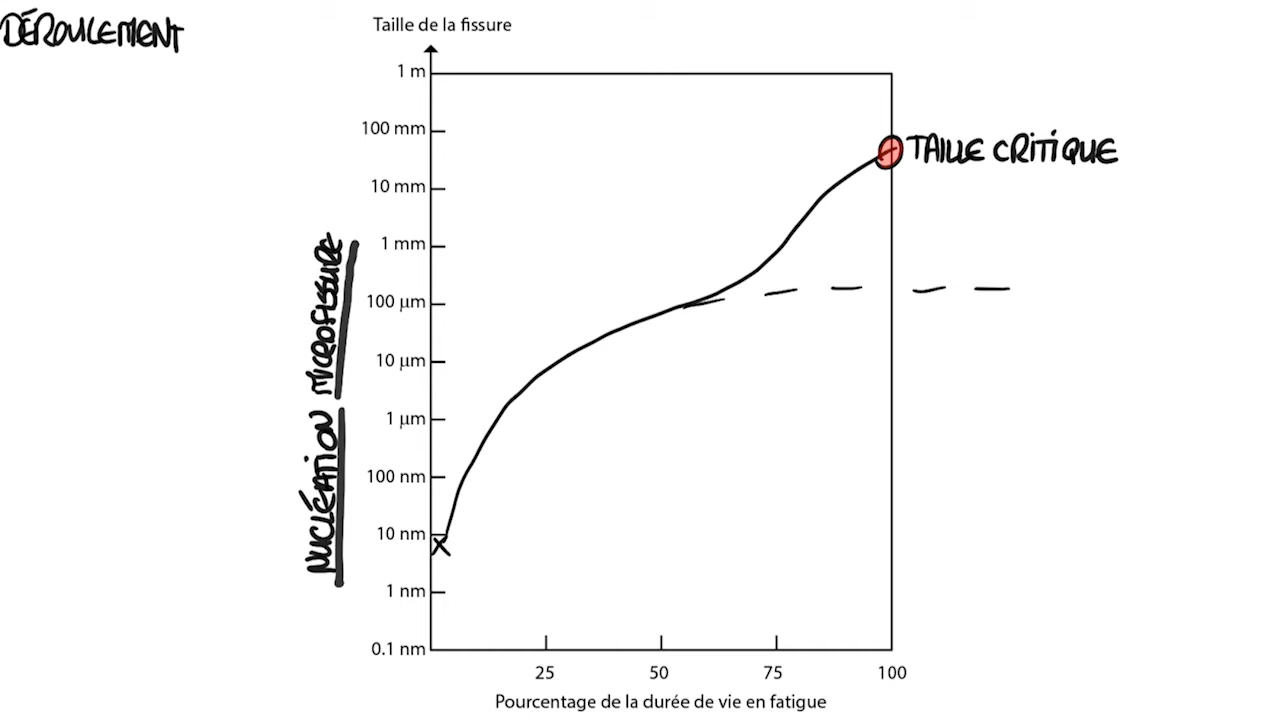 DÉROULEMENT
Taille de la fissure
1 m
100 mm
10 mm
1 mm
100 µm
10 µm
1 µm
100 nm
10 nm
1 nm
0.1 nm
TAILLE CRITIQUE
MICROFISSURE
NUCLÉATION
25
50
75
100
Pourcentage de la durée de vie en fatigue